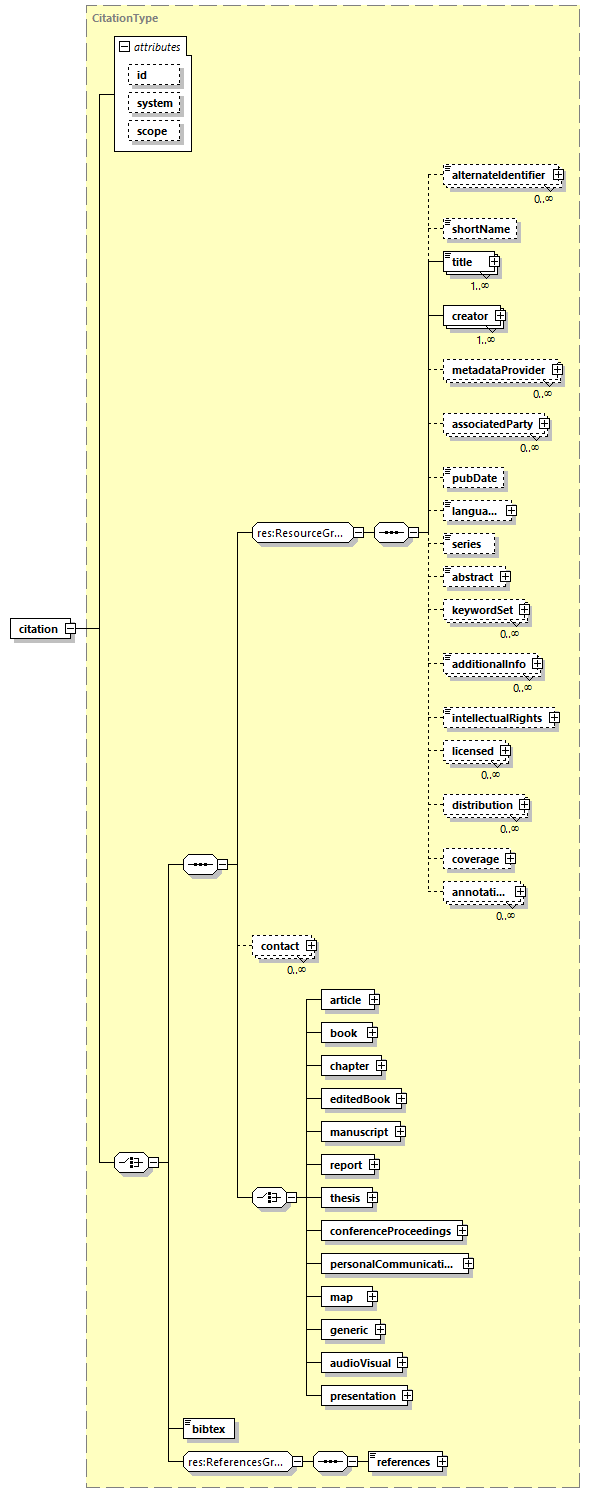 CitationType
attributes
id
system
scope
alternateIdentifier
0..∞
shortName
title
1..∞
creator
1..∞
metadataProvider
0..∞
associatedParty
0..∞
pubDate
langua...
res:ResourceGr...
series
abstract
keywordSet
0..∞
citation
additionalInfo
0..∞
intellectualRights
licensed
0..∞
distribution
0..∞
coverage
annotati...
0..∞
contact
0..∞
article
book
chapter
editedBook
manuscript
report
thesis
conferenceProceedings
personalCommunicati...
map
generic
audioVisual
presentation
bibtex
res:ReferencesGr...
references